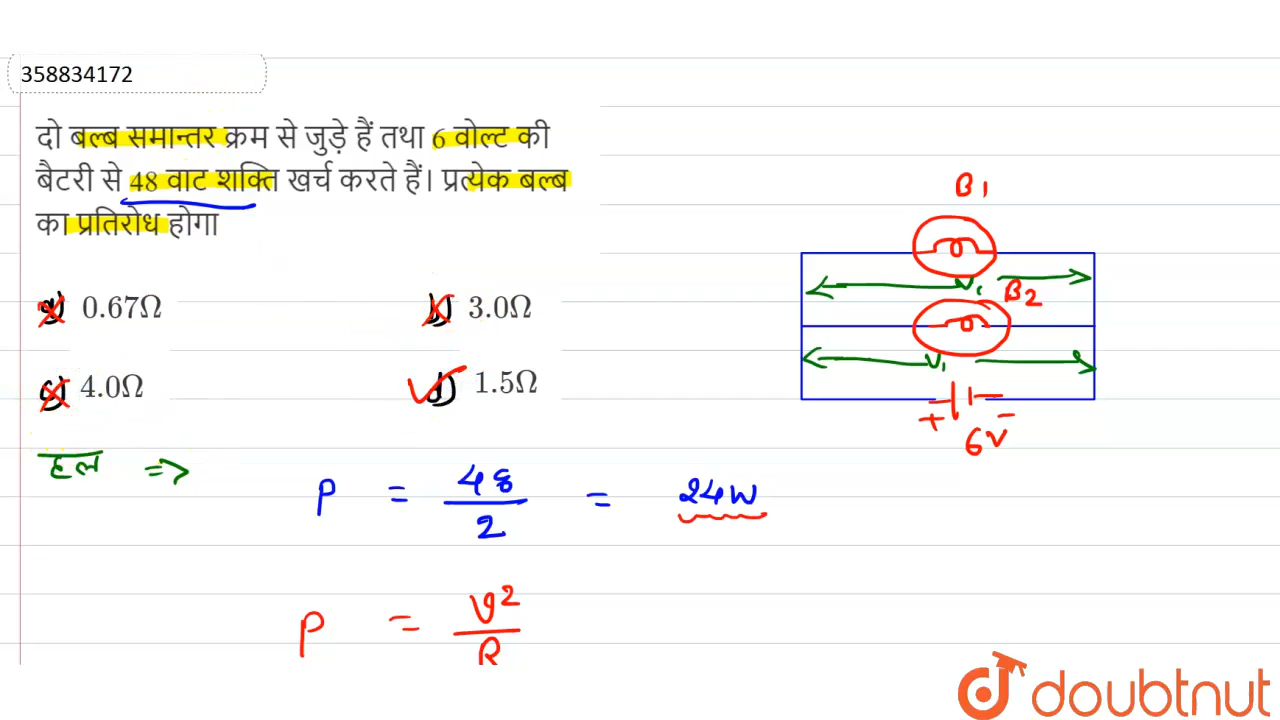 358834172
दो बल्ब समान्तर क्रम से जुड़े हैं तथा 6 वोल्ट की
बैटरी से 48 वाट शक्ति खर्च करते हैं। प्रत्येक बल्ब
का प्रतिरोध होगा
a) 0.67Ω b) 3.0Ω
c) 4.0Ω d) 1.5Ω
B1
V1
B2
V1
+ −
6V
हल =>
P = 48/2 = 24W
P = V²/R
doubtnut